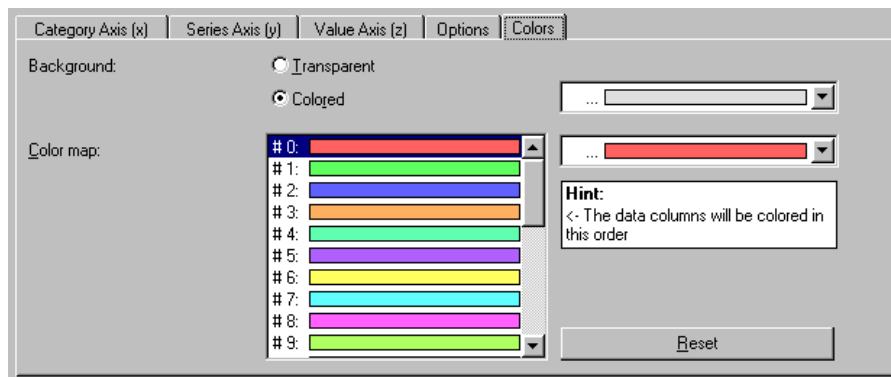 Category Axis (x) Series Axis (y) Value Axis (z) Options Colors
Background: Transparent
Colored ...
Color map: # 0: ...
# 1:
# 2: Hint:
# 3: <- The data columns will be colored in
# 4: this order
# 5:
# 6:
# 7:
# 8:
# 9: Reset